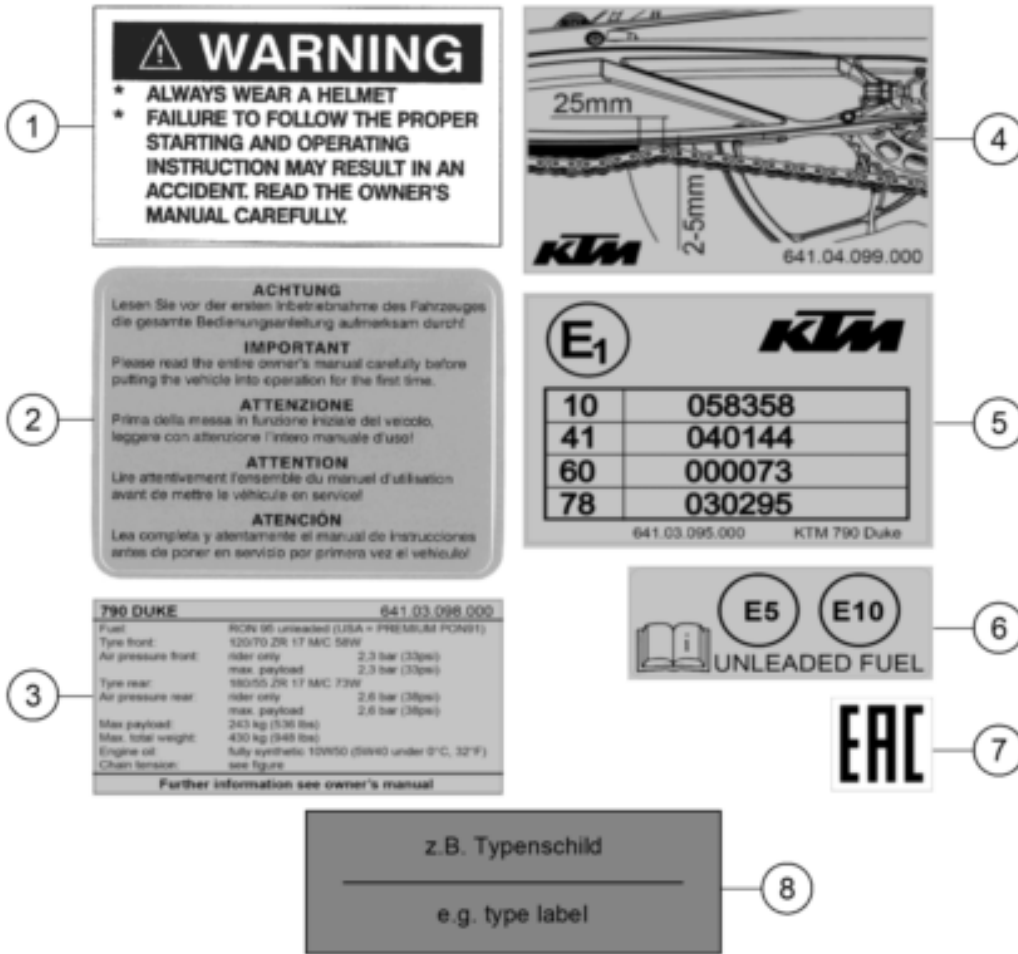 WARNING
* ALWAYS WEAR A HELMET
* FAILURE TO FOLLOW THE PROPER
STARTING AND OPERATING
INSTRUCTION MAY RESULT IN AN
ACCIDENT. READ THE OWNER'S
MANUAL CAREFULLY.
1
ACHTUNG
Lesen Sie vor der ersten Inbetriebnahme des Fahrzeuges
die gesamte Bedienungsanleitung aufmerksam durch!
IMPORTANT
Please read the entire owner's manual carefully before
putting the vehicle into operation for the first time.
ATTENZIONE
Prima della messa in funzione iniziale del veicolo,
leggere con attenzione l'intero manuale d'uso!
ATTENTION
Lire attentivement l'ensemble du manuel d'utilisation
avant de mettre le véhicule en service!
ATENCIÓN
Lea completa y atentamente el manual de instrucciones
antes de poner en servicio por primera vez el vehiculo!
2
790 DUKE 641.03.098.000
Fuel: RON 95 unleaded (USA = PREMIUM PON91)
Tyre front: 120/70 ZR 17 M/C 58W
Air pressure front: rider only 2,3 bar (33psi)
max. payload 2,3 bar (33psi)
Tyre rear: 180/55 ZR 17 M/C 73W
Air pressure rear: rider only 2,6 bar (38psi)
max. payload 2,6 bar (38psi)
Max payload: 243 kg (536 lbs)
Max. total weight: 430 kg (948 lbs)
Engine oil: fully synthetic 10W50 (5W40 under 0°C, 32°F)
Chain tension: see figure
Further information see owner's manual
3
25mm
2-5mm
KTM 641.04.099.000
4
E1 KTM
10 058358
41 040144
60 000073
78 030295
641.03.095.000 KTM 790 Duke
5
E5 E10
i UNLEADED FUEL
6
EAC
7
z.B. Typenschild
e.g. type label
8